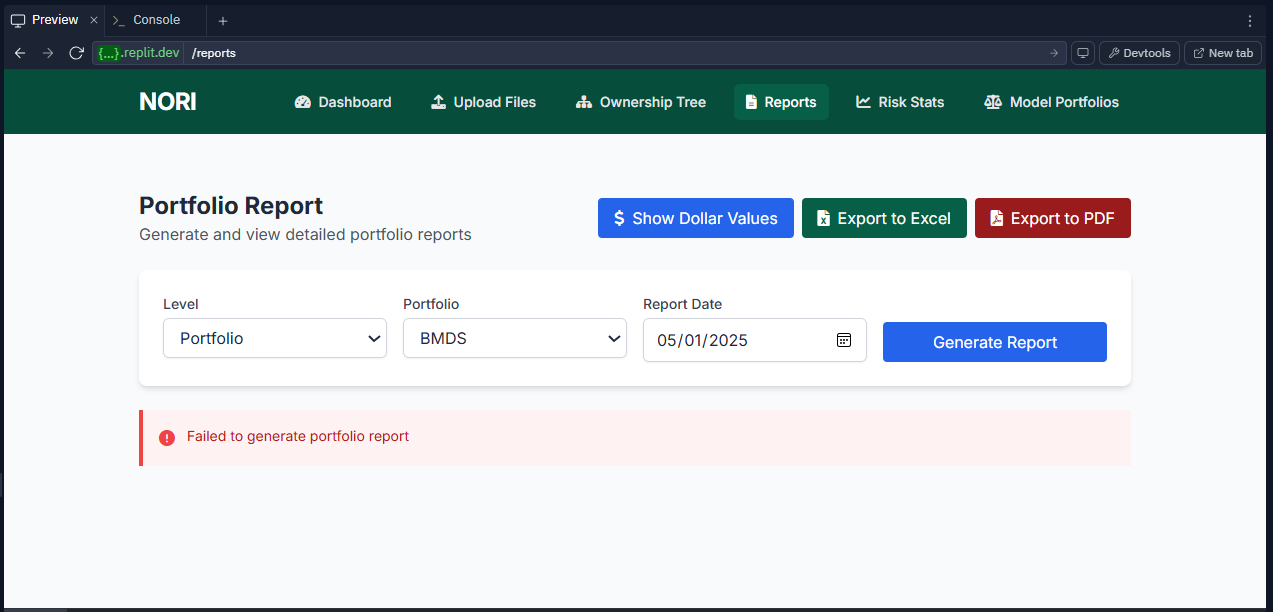 Preview
Console
{...}.replit.dev /reports
Devtools
New tab
NORI
Dashboard
Upload Files
Ownership Tree
Reports
Risk Stats
Model Portfolios
Portfolio Report
Generate and view detailed portfolio reports
$ Show Dollar Values
Export to Excel
Export to PDF
Level
Portfolio
Report Date
Portfolio
BMDS
05/01/2025
Generate Report
Failed to generate portfolio report